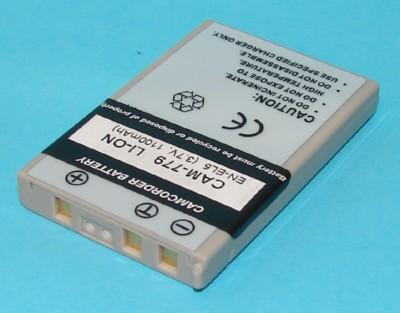 CAMCORDER BATTERY
CAM-779 LI-ON
EN-EL5 (3.7V, 1100mAh)
Battery must be recycled or disposed of properly
CE
DO NOT INCINERATE.
HIGH TEMPERATURE.
DO NOT EXPOSE TO
DO NOT DISASSEMBLE.
USE SPECIFIED CHARGER ONLY.